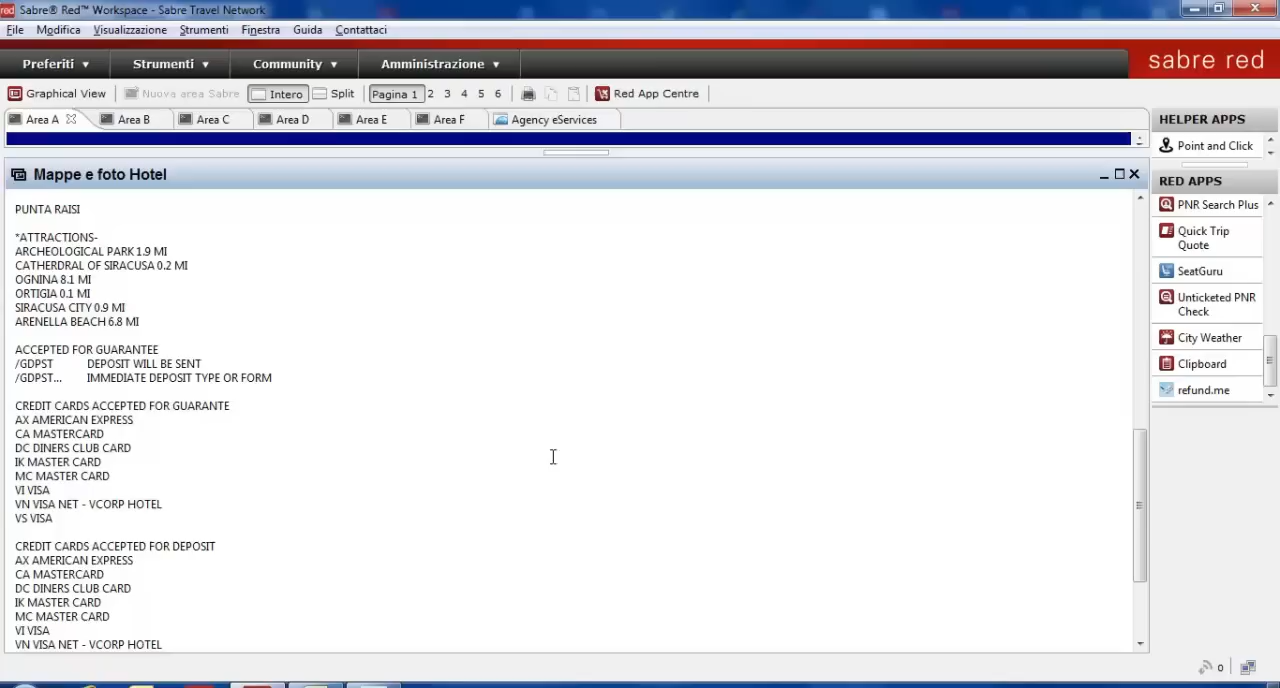 red Sabre® Red™ Workspace - Sabre Travel Network
File Modifica Visualizzazione Strumenti Finestra Guida Contattaci
Preferiti Strumenti Community Amministrazione sabre red
Graphical View Nuova area Sabre Intero Split Pagina 1 2 3 4 5 6 Red App Centre
Area A Area B Area C Area D Area E Area F Agency eServices
HELPER APPS
Point and Click
RED APPS
PNR Search Plus
Quick Trip
Quote
SeatGuru
Unticketed PNR
Check
City Weather
Clipboard
refund.me
Mappe e foto Hotel
PUNTA RAISI
*ATTRACTIONS-
ARCHEOLOGICAL PARK 1.9 MI
CATHERDRAL OF SIRACUSA 0.2 MI
OGNINA 8.1 MI
ORTIGIA 0.1 MI
SIRACUSA CITY 0.9 MI
ARENELLA BEACH 6.8 MI
ACCEPTED FOR GUARANTEE
/GDPST DEPOSIT WILL BE SENT
/GDPST... IMMEDIATE DEPOSIT TYPE OR FORM
CREDIT CARDS ACCEPTED FOR GUARANTE
AX AMERICAN EXPRESS
CA MASTERCARD
DC DINERS CLUB CARD
IK MASTER CARD
MC MASTER CARD
VI VISA
VN VISA NET - VCORP HOTEL
VS VISA
CREDIT CARDS ACCEPTED FOR DEPOSIT
AX AMERICAN EXPRESS
CA MASTERCARD
DC DINERS CLUB CARD
IK MASTER CARD
MC MASTER CARD
VI VISA
VN VISA NET - VCORP HOTEL
0